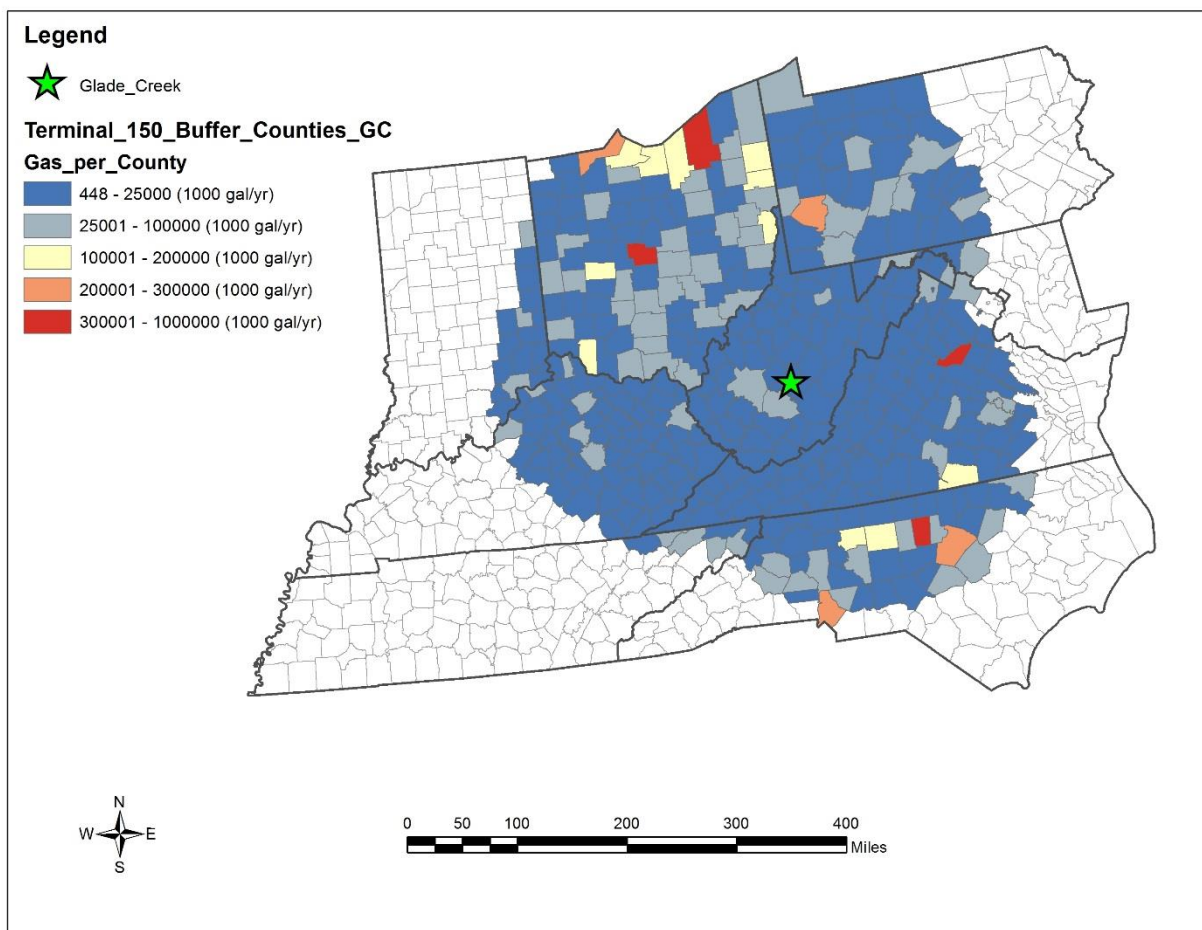 Legend
Glade_Creek
Terminal_150_Buffer_Counties_GC
Gas_per_County
448 - 25000 (1000 gal/yr)
25001 - 100000 (1000 gal/yr)
100001 - 200000 (1000 gal/yr)
200001 - 300000 (1000 gal/yr)
300001 - 1000000 (1000 gal/yr)
N
W E
S
0 50 100 200 300 400
Miles